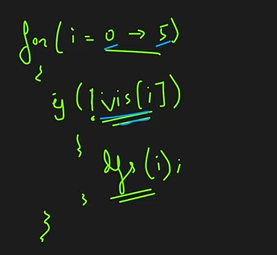 for(i = 0 → 5)
{
if(!vis[i])
}
dfs(i);
}
}